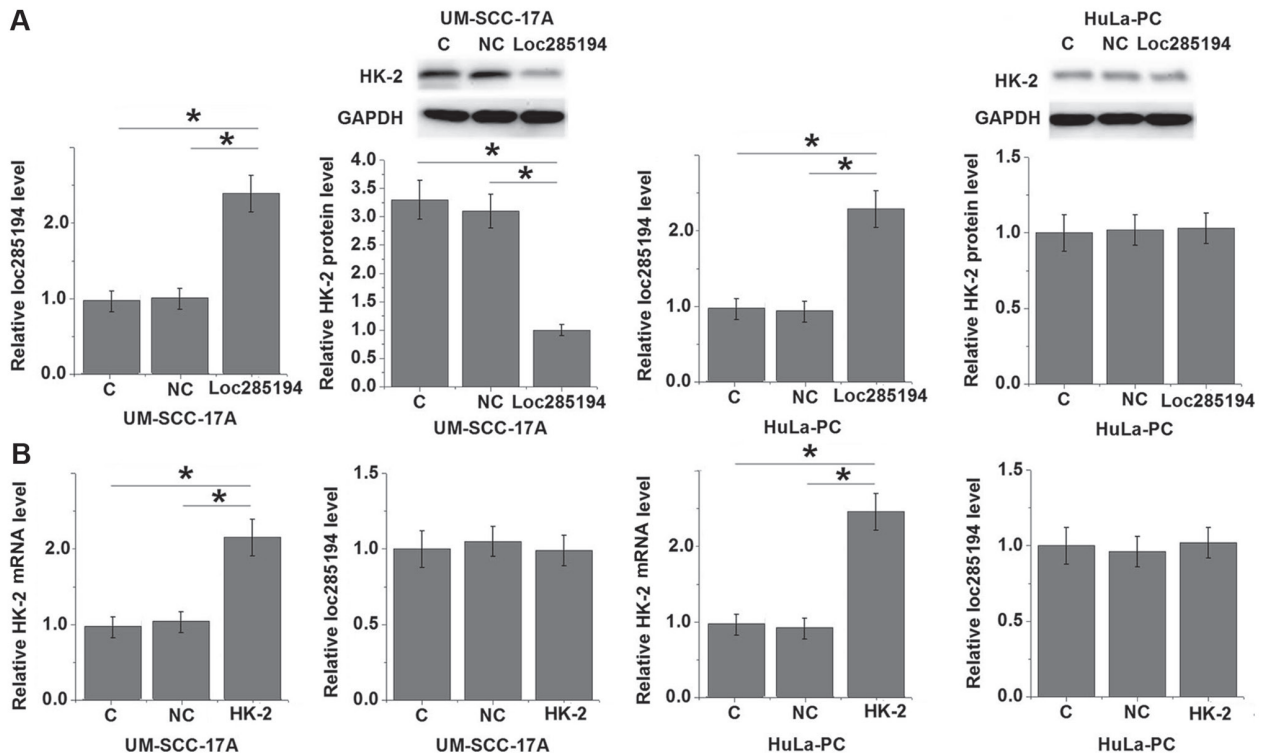 A
UM-SCC-17A
C NC Loc285194
HK-2
GAPDH
HuLa-PC
C NC Loc285194
HK-2
GAPDH
Relative loc285194 level
2.0
1.0
0.0
* *
C NC Loc285194
UM-SCC-17A
Relative HK-2 protein level
4.0
3.5
3.0
2.5
2.0
1.5
1.0
0.5
0.0
* *
C NC Loc285194
UM-SCC-17A
Relative loc285194 level
2.0
1.0
0.0
* *
C NC Loc285194
HuLa-PC
Relative HK-2 protein level
1.5
1.0
0.5
0.0
C NC Loc285194
HuLa-PC
B
Relative HK-2 mRNA level
2.0
1.0
0.0
* *
C NC HK-2
UM-SCC-17A
Relative loc285194 level
1.5
1.0
0.5
0.0
C NC HK-2
UM-SCC-17A
Relative HK-2 mRNA level
2.0
1.0
0.0
* *
C NC HK-2
HuLa-PC
Relative loc285194 level
1.5
1.0
0.5
0.0
C NC HK-2
HuLa-PC